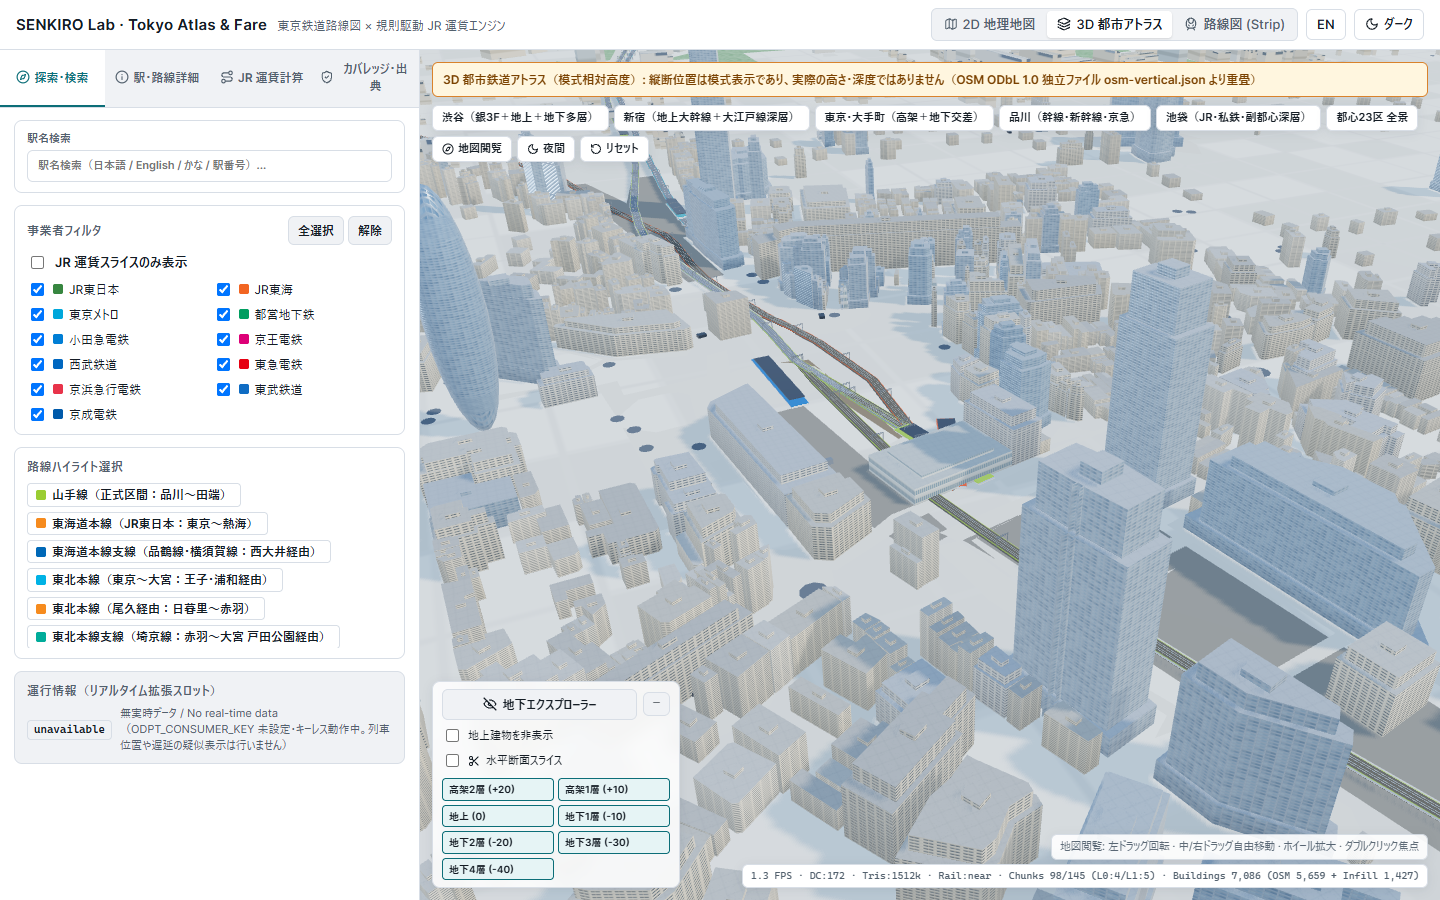 SENKIRO Lab · Tokyo Atlas & Fare 東京鉄道路線図 × 規則駆動 JR 運賃エンジン
2D 地理地図 3D 都市アトラス 路線図 (Strip) EN ダーク
探索・検索 駅・路線詳細 JR 運賃計算 カバレッジ・出典
3D 都市鉄道アトラス（模式相対高度）: 縦断位置は模式表示であり、実際の高さ・深度ではありません（OSM ODbL 1.0 独立ファイル osm-vertical.json より重畳）
渋谷（銀3F＋地上＋地下多層） 新宿（地上大幹線＋大江戸線深層） 東京・大手町（高架＋地下交差） 品川（幹線・新幹線・京急） 池袋（JR・私鉄・副都心深層） 都心23区 全景
地図閲覧 夜間 リセット
駅名検索
駅名検索（日本語 / English / かな / 駅番号）...
事業者フィルタ 全選択 解除
JR 運賃スライスのみ表示
JR東日本 JR東海
東京メトロ 都営地下鉄
小田急電鉄 京王電鉄
西武鉄道 東急電鉄
京浜急行電鉄 東武鉄道
京成電鉄
路線ハイライト選択
山手線（正式区間：品川～田端）
東海道本線（JR東日本：東京～熱海）
東海道本線支線（品鶴線・横須賀線：西大井経由）
東北本線（東京～大宮：王子・浦和経由）
東北本線（尾久経由：日暮里～赤羽）
東北本線支線（埼京線：赤羽～大宮 戸田公園経由）
運行情報（リアルタイム拡張スロット）
unavailable
無実時データ / No real-time data
（ODPT_CONSUMER_KEY 未設定・キーレス動作中。列車
位置や遅延の疑似表示は行いません）
地下エクスプローラー −
地上建物を非表示
水平断面スライス
高架2層 (+20) 高架1層 (+10)
地上 (0) 地下1層 (-10)
地下2層 (-20) 地下3層 (-30)
地下4層 (-40)
地図閲覧: 左ドラッグ回転 · 中/右ドラッグ自由移動 · ホイール拡大 · ダブルクリック焦点
1.3 FPS · DC:172 · Tris:1512k · Rail:near · Chunks 98/145 (L0:4/L1:5) · Buildings 7,086 (OSM 5,659 + Infill 1,427)